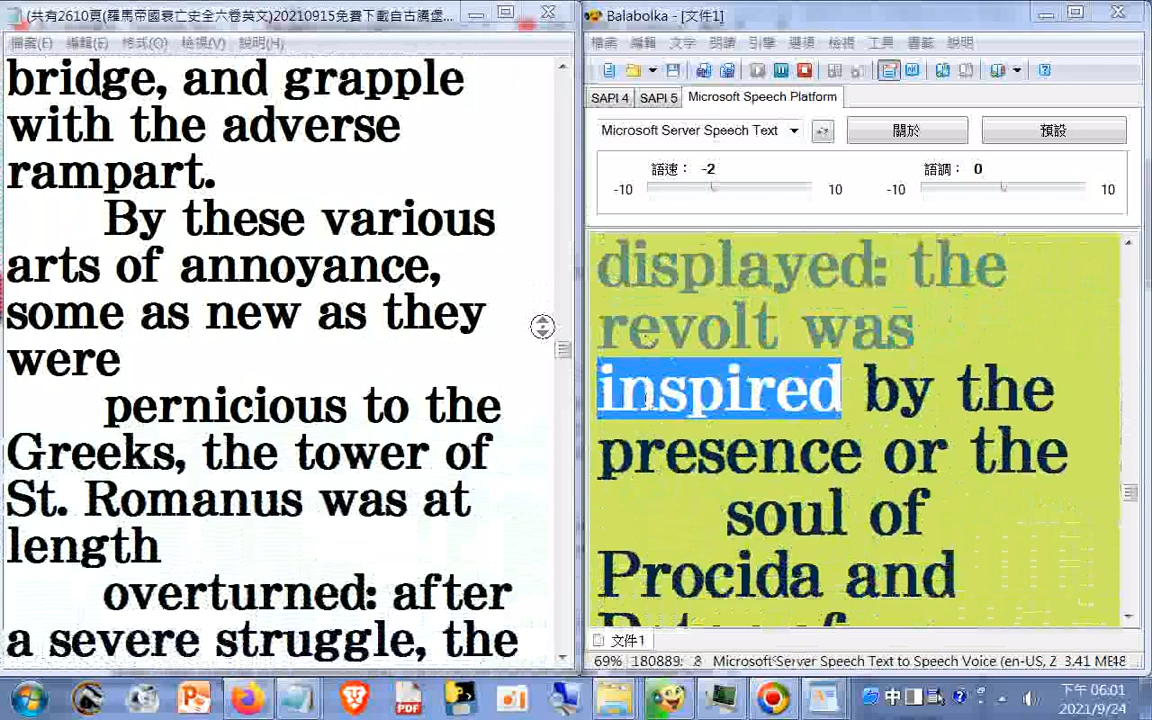 (共有2610頁(羅馬帝國衰亡史全六卷英文)20210915免費下載自古騰堡...
檔案(F) 編輯(E) 格式(O) 檢視(V) 說明(H)
bridge, and grapple
with the adverse
rampart.
By these various
arts of annoyance,
some as new as they
were
pernicious to the
Greeks, the tower of
St. Romanus was at
length
overturned: after
a severe struggle, the
Balabolka - [文件1]
檔案 編輯 文字 朗讀 引擎 選項 檢視 工具 書籤 說明
SAPI 4 SAPI 5 Microsoft Speech Platform
Microsoft Server Speech Text 關於 預設
語速： -2 語調： 0
-10 10 -10 10
displayed: the
revolt was
inspired by the
presence or the
soul of
Procida and
文件1
69% 180889: Microsoft Server Speech Text to Speech Voice (en-US, Z 3.41 ME48
中 下午 06:01
2021/9/24